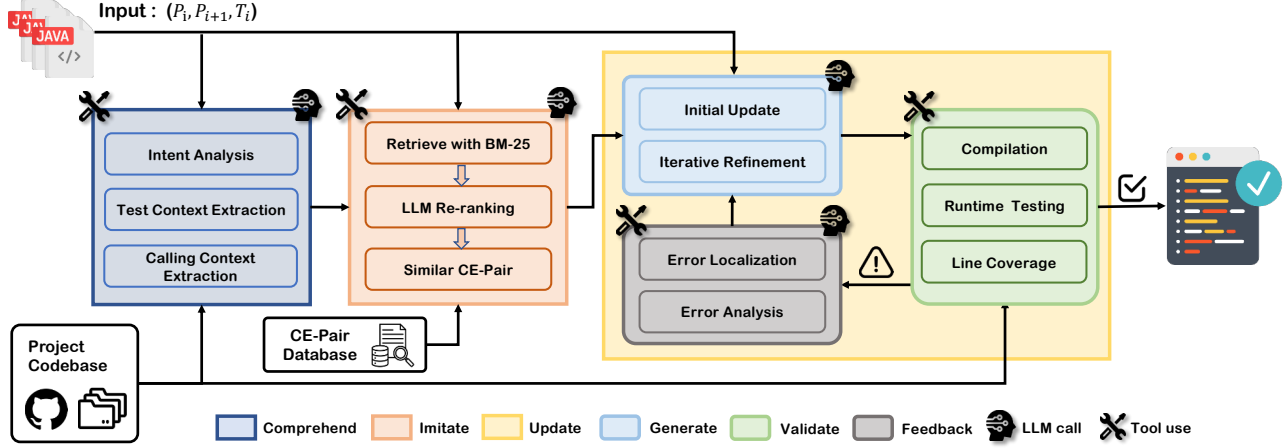 Input : (P_i, P_{i+1}, T_i)
JAVA
JAVA
JAVA
</>
Intent Analysis
Test Context Extraction
Calling Context
Extraction
Retrieve with BM-25
LLM Re-ranking
Similar CE-Pair
Initial Update
Iterative Refinement
Error Localization
Error Analysis
Compilation
Runtime Testing
Line Coverage
CE-Pair
Database
Project
Codebase
Comprehend
Imitate
Update
Generate
Validate
Feedback
LLM call
Tool use